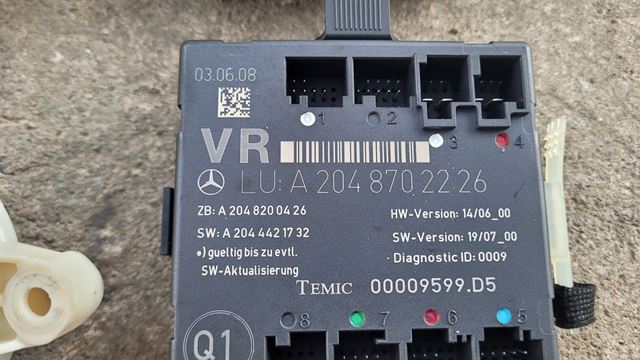 03.06.08
1 2 3 4
VR
LU: A 204 870 22 26
ZB: A 204 820 04 26
SW: A 204 442 17 32
•) gueltig bis zu evtl.
SW-Aktualisierung
HW-Version: 14/06_00
SW-Version: 19/07_00
• Diagnostic ID: 0009
TEMIC 00009599.D5
Q1
8 7 6 5